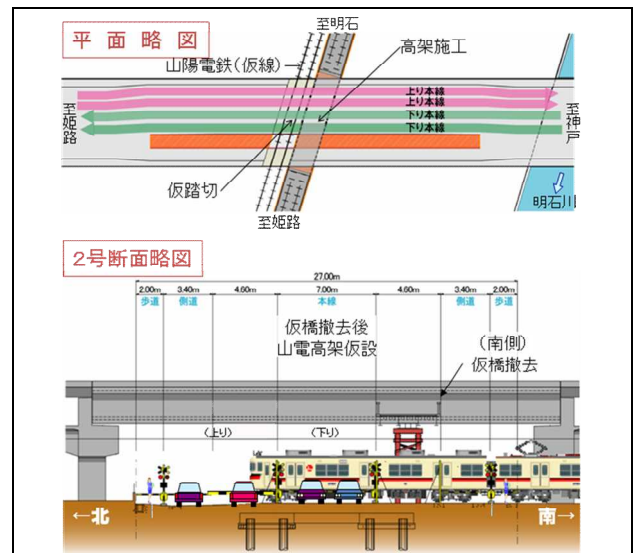 平面略図
至明石
高架施工
山陽電鉄(仮線)
上り本線
上り本線
下り本線
下り本線
至姫路
至神戸
仮踏切
明石川
至姫路
2号断面略図
27.00m
2.00m 3.40m 4.60m 7.00m 4.60m 3.40m 2.00m
歩道 側道 本線 側道 歩道
仮橋撤去後
山電高架仮設
(南側)
仮橋撤去
(上り) (下り)
←北 南→